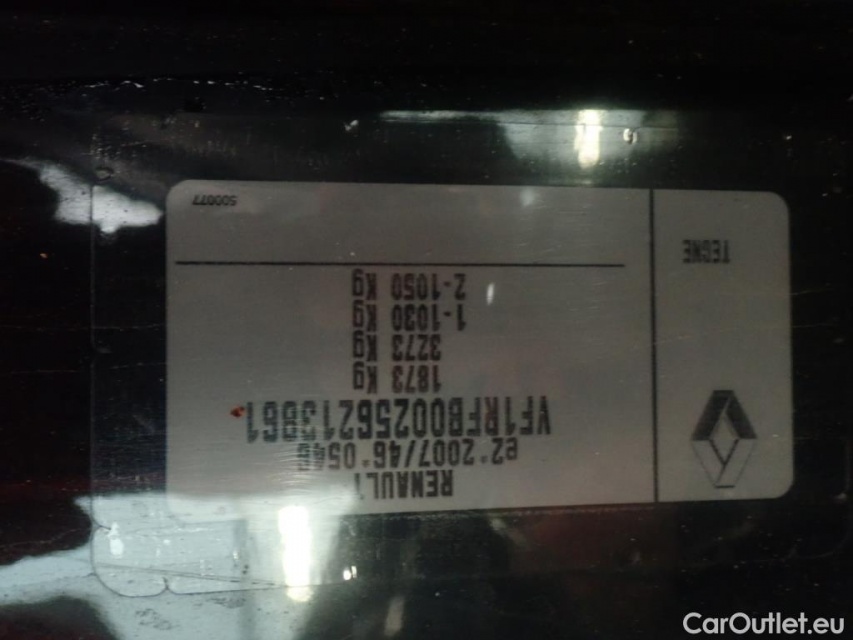 RENAULT
e2*2007/46*0546
VF1RFB00256213861
1873 Kg
3273 Kg
1-1030 Kg
2-1050 Kg
TEGNE
500077
CarOutlet.eu